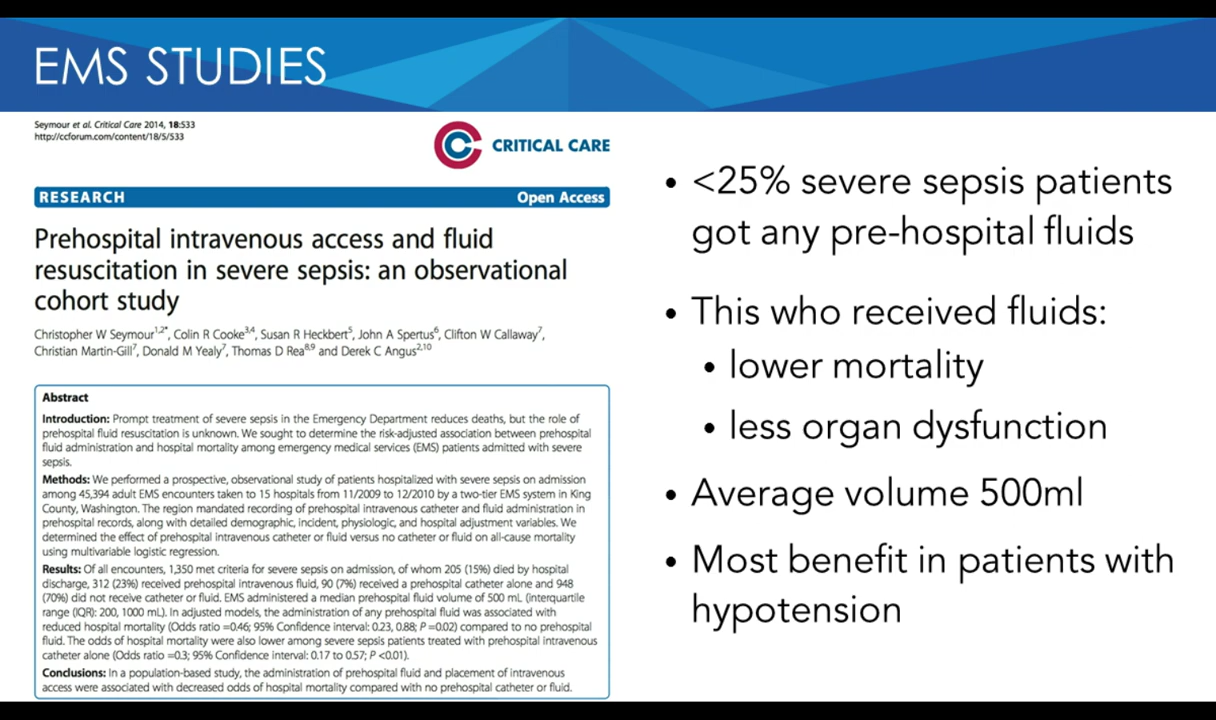 EMS STUDIES
Seymour et al. Critical Care 2014, 18:533
http://ccforum.com/content/18/5/533
CRITICAL CARE
RESEARCH
Open Access
Prehospital intravenous access and fluid
resuscitation in severe sepsis: an observational
cohort study
Christopher W Seymour1,2*, Colin R Cooke3,4, Susan R Heckbert5, John A Spertus6, Clifton W Callaway7,
Christian Martin-Gill7, Donald M Yealy7, Thomas D Rea8,9 and Derek C Angus2,10
Abstract
Introduction: Prompt treatment of severe sepsis in the Emergency Department reduces deaths, but the role of
prehospital fluid resuscitation is unknown. We sought to determine the risk-adjusted association between prehospital
fluid administration and hospital mortality among emergency medical services (EMS) patients admitted with severe
sepsis.
Methods: We performed a prospective, observational study of patients hospitalized with severe sepsis on admission
among 45,394 adult EMS encounters taken to 15 hospitals from 11/2009 to 12/2010 by a two-tier EMS system in King
County, Washington. The region mandated recording of prehospital intravenous catheter and fluid administration in
prehospital records, along with detailed demographic, incident, physiologic, and hospital adjustment variables. We
determined the effect of prehospital intravenous catheter or fluid versus no catheter or fluid on all-cause mortality
using multivariable logistic regression.
Results: Of all encounters, 1,350 met criteria for severe sepsis on admission, of whom 205 (15%) died by hospital
discharge, 312 (23%) received prehospital intravenous fluid, 90 (7%) received a prehospital catheter alone and 948
(70%) did not receive catheter or fluid. EMS administered a median prehospital fluid volume of 500 mL (interquartile
range (IQR): 200, 1000 mL). In adjusted models, the administration of any prehospital fluid was associated with
reduced hospital mortality (Odds ratio =0.46; 95% Confidence interval: 0.23, 0.88; P =0.02) compared to no prehospital
fluid. The odds of hospital mortality were also lower among severe sepsis patients treated with prehospital intravenous
catheter alone (Odds ratio =0.3; 95% Confidence interval: 0.17 to 0.57; P <0.01).
Conclusions: In a population-based study, the administration of prehospital fluid and placement of intravenous
access were associated with decreased odds of hospital mortality compared with no prehospital catheter or fluid.
• <25% severe sepsis patients
got any pre-hospital fluids
• This who received fluids:
• lower mortality
• less organ dysfunction
• Average volume 500ml
• Most benefit in patients with
hypotension